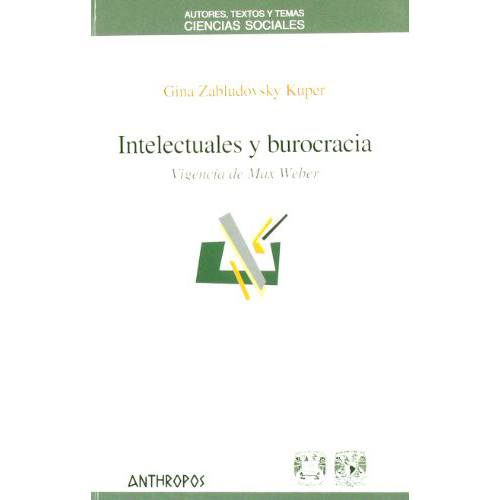 AUTORES, TEXTOS Y TEMAS
CIENCIAS SOCIALES
Gina Zabludovsky Kuper
Intelectuales y burocracia
Vigencia de Max Weber
ANTHROPOS